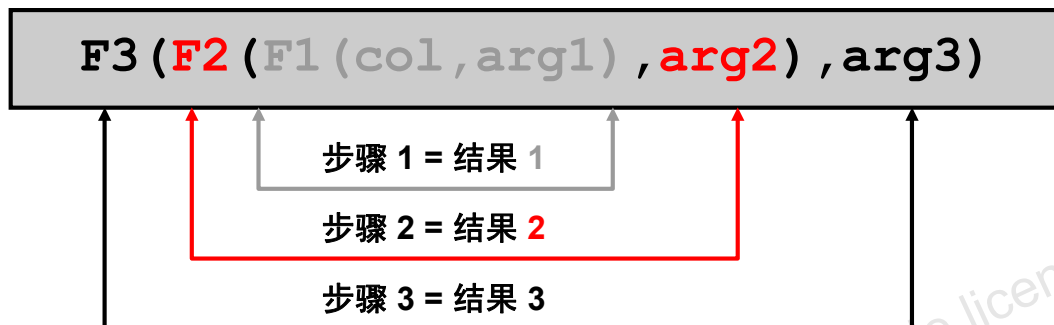 F3(F2(F1(col,arg1),arg2),arg3)
步骤 1 = 结果 1
步骤 2 = 结果 2
步骤 3 = 结果 3